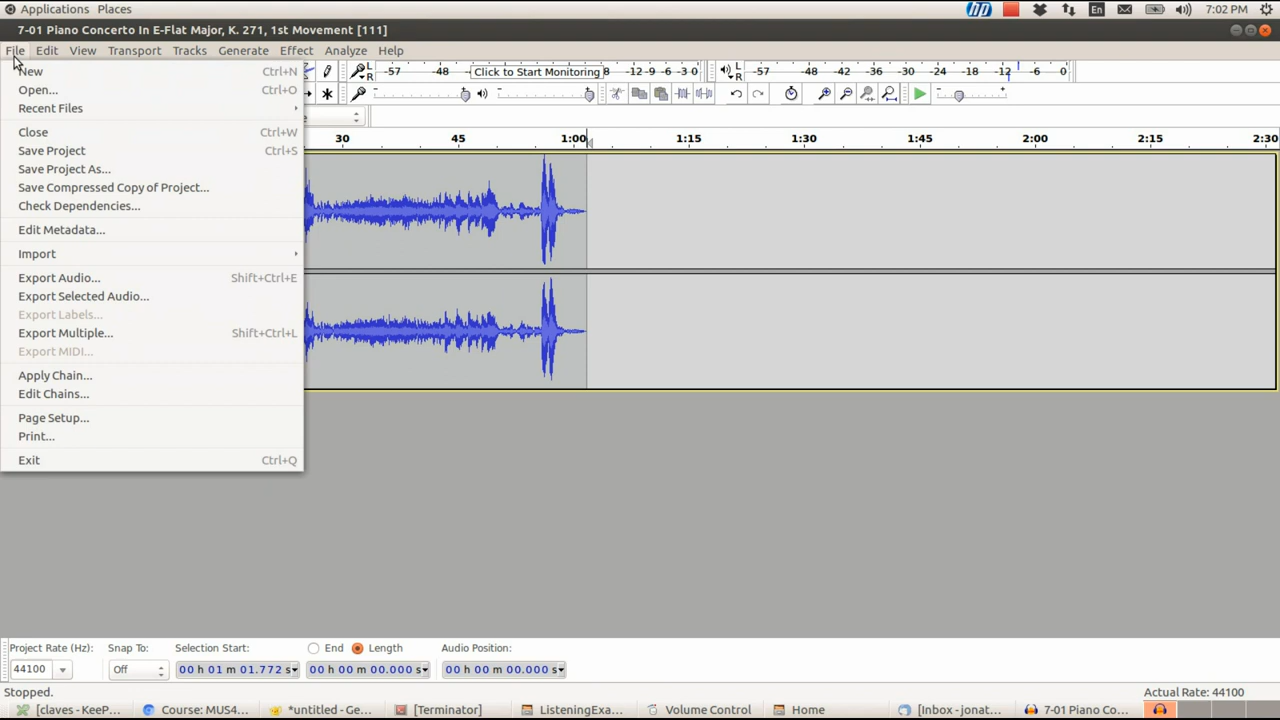 Applications Places En 7:02 PM
7-01 Piano Concerto In E-Flat Major, K. 271, 1st Movement [111]
File Edit View Transport Tracks Generate Effect Analyze Help
New Ctrl+N
Open... Ctrl+O
Recent Files
Close Ctrl+W
Save Project Ctrl+S
Save Project As...
Save Compressed Copy of Project...
Check Dependencies...
Edit Metadata...
Import
Export Audio... Shift+Ctrl+E
Export Selected Audio...
Export Labels...
Export Multiple... Shift+Ctrl+L
Export MIDI...
Apply Chain...
Edit Chains...
Page Setup...
Print...
Exit Ctrl+Q
L R -57 -48 Click to Start Monitoring 8 -12 -9 -6 -3 0 L R -57 -48 -42 -36 -30 -24 -18 -12 -6 0
30 45 1:00 1:15 1:30 1:45 2:00 2:15 2:30
Project Rate (Hz): Snap To: Selection Start: End Length Audio Position:
44100 Off 00 h 01 m 01.772 s 00 h 00 m 00.000 s 00 h 00 m 00.000 s
Stopped. Actual Rate: 44100
[claves - KeeP... Course: MUS4... *untitled - Ge... [Terminator] ListeningExa... Volume Control Home [Inbox - jonat... 7-01 Piano Co...